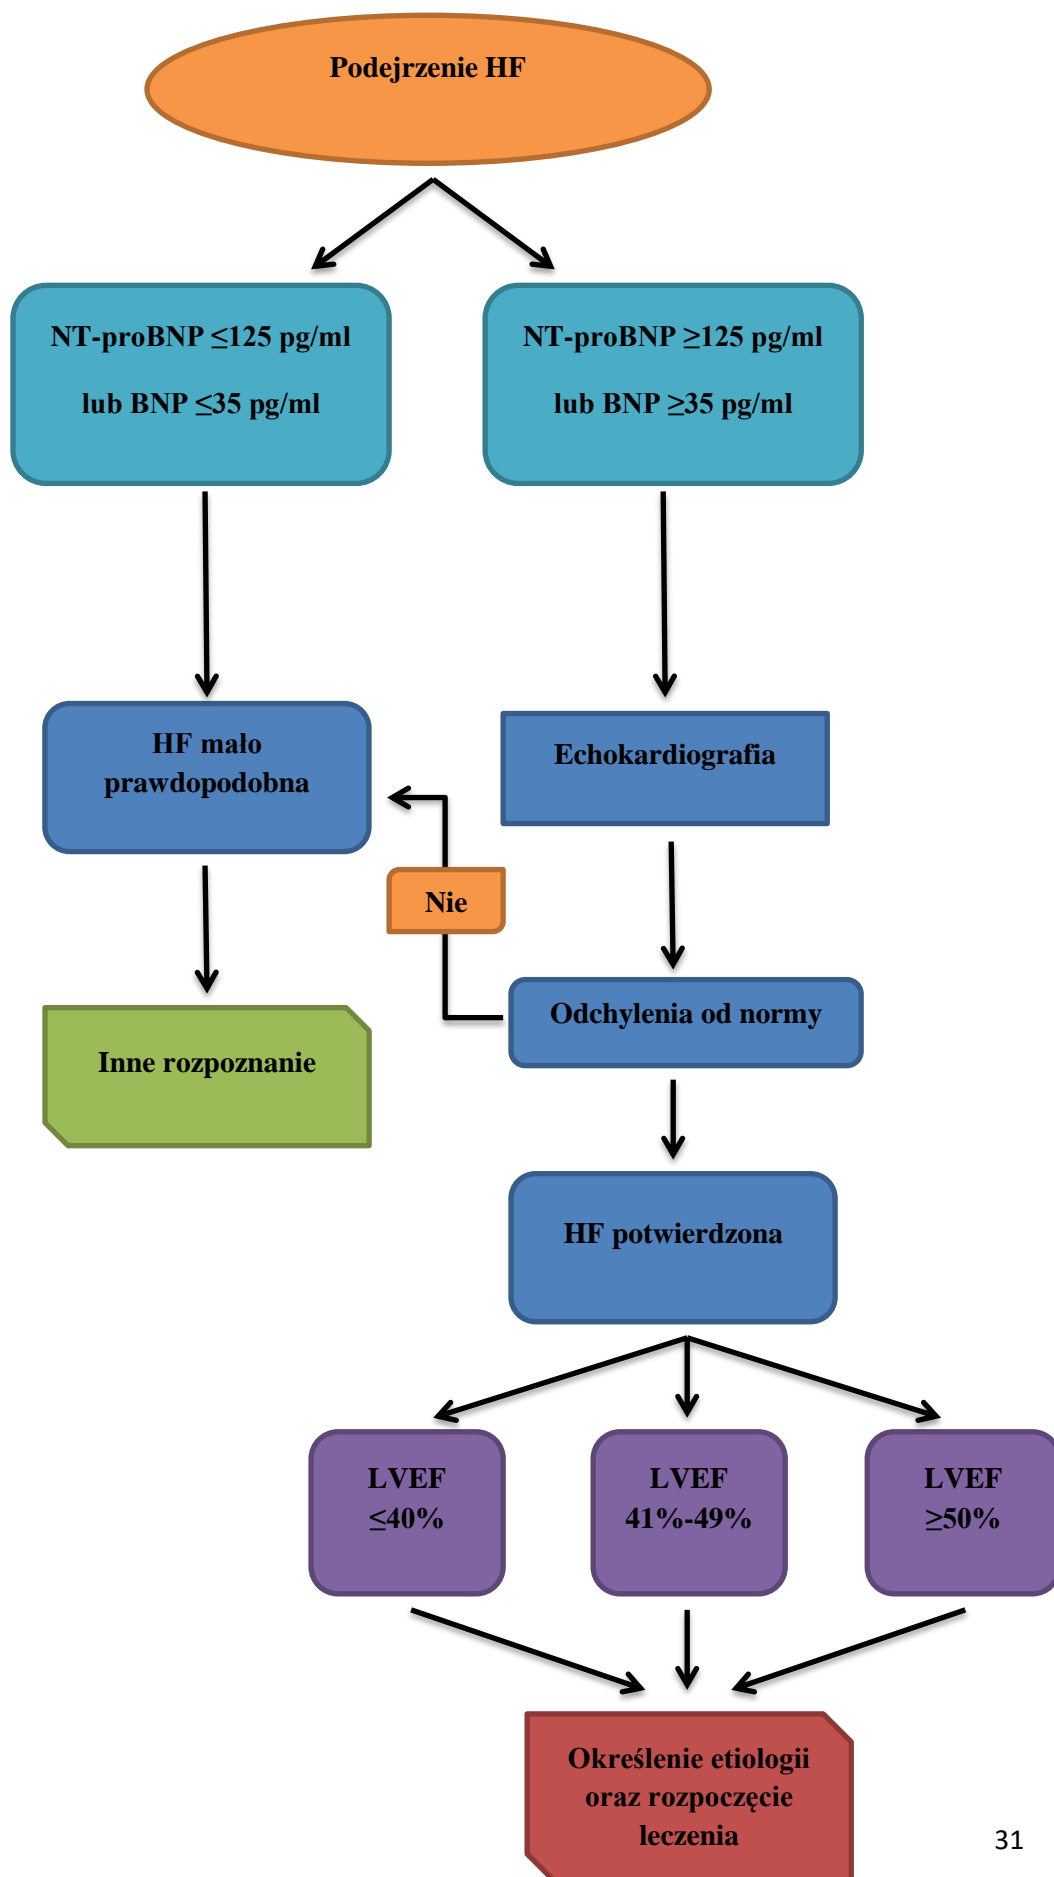 Podejrzenie HF
NT-proBNP ≤125 pg/ml
lub BNP ≤35 pg/ml
NT-proBNP ≥125 pg/ml
lub BNP ≥35 pg/ml
HF mało
prawdopodobna
Echokardiografia
Nie
Odchylenia od normy
Inne rozpoznanie
HF potwierdzona
LVEF
≤40%
LVEF
41%-49%
LVEF
≥50%
Określenie etiologii
oraz rozpoczęcie
leczenia
31